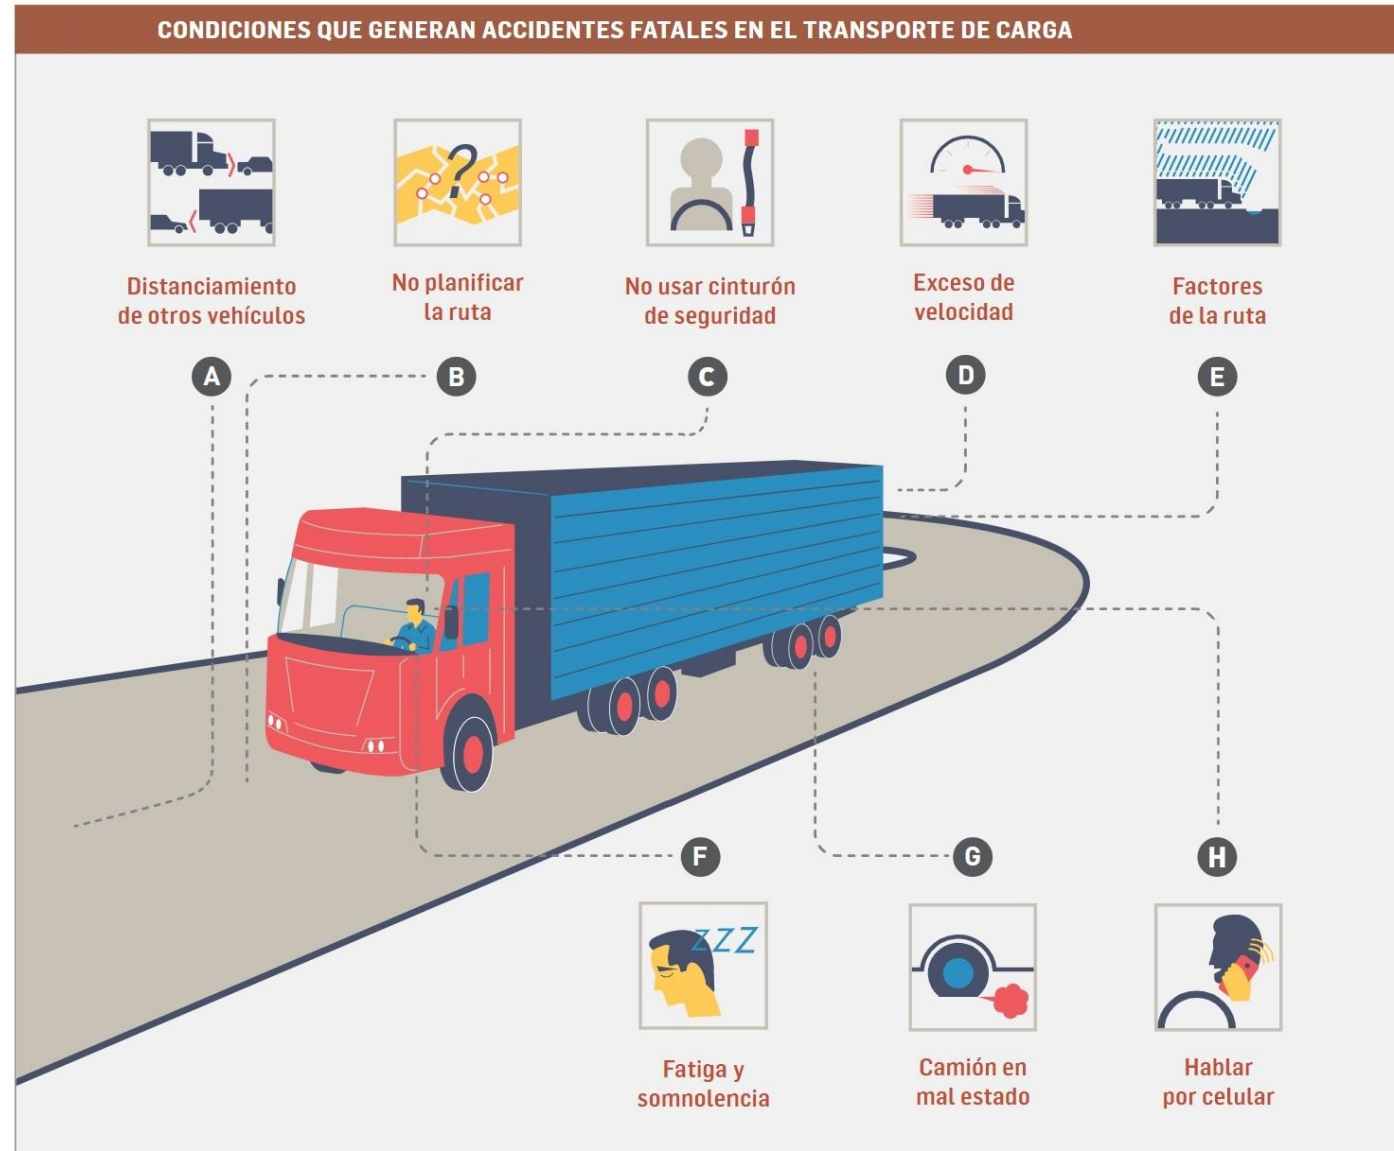 CONDICIONES QUE GENERAN ACCIDENTES FATALES EN EL TRANSPORTE DE CARGA
Distanciamiento
de otros vehículos
No planificar
la ruta
No usar cinturón
de seguridad
Exceso de
velocidad
Factores
de la ruta
A
B
C
D
E
F
G
H
?
ZZZ
Fatiga y
somnolencia
Camión en
mal estado
Hablar
por celular